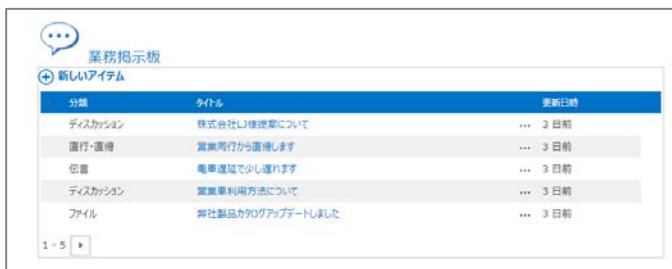 業務掲示板
新しいアイテム
分類 タイトル 更新日時
ディスカッション 株式会社LJ様提案について ... 3 日前
直行・直帰 営業同行から直帰します ... 3 日前
伝言 電車遅延で少し遅れます ... 3 日前
ディスカッション 営業車利用方法について ... 3 日前
ファイル 弊社製品カタログアップデートしました ... 3 日前
1 - 5